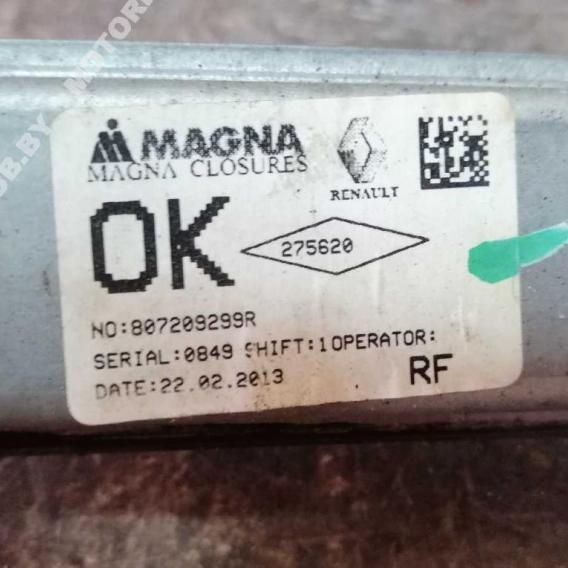 MAGNA
MAGNA CLOSURES
RENAULT
OK
275620
NO:807209299R
SERIAL:0849 SHIFT:1OPERATOR:
DATE:22.02.2013
RF